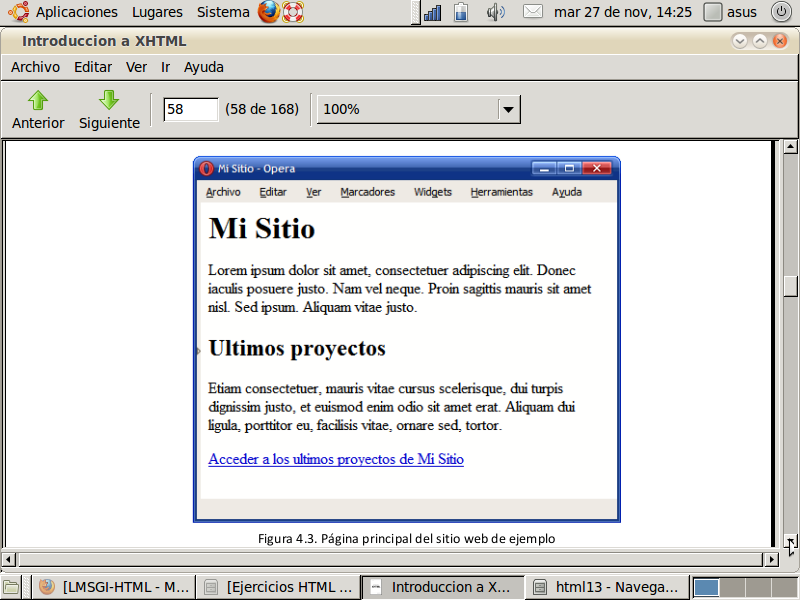 Aplicaciones Lugares Sistema mar 27 de nov, 14:25 asus
Introduccion a XHTML
Archivo Editar Ver Ir Ayuda
Anterior Siguiente 58 (58 de 168) 100%
Mi Sitio - Opera
Archivo Editar Ver Marcadores Widgets Herramientas Ayuda
Mi Sitio
Lorem ipsum dolor sit amet, consectetuer adipiscing elit. Donec
iaculis posuere justo. Nam vel neque. Proin sagittis mauris sit amet
nisl. Sed ipsum. Aliquam vitae justo.
Ultimos proyectos
Etiam consectetuer, mauris vitae cursus scelerisque, dui turpis
dignissim justo, et euismod enim odio sit amet erat. Aliquam dui
ligula, porttitor eu, facilisis vitae, ornare sed, tortor.
Acceder a los ultimos proyectos de Mi Sitio
Figura 4.3. Página principal del sitio web de ejemplo
[LMSGI-HTML - M... [Ejercicios HTML ... Introduccion a X... html13 - Navega...